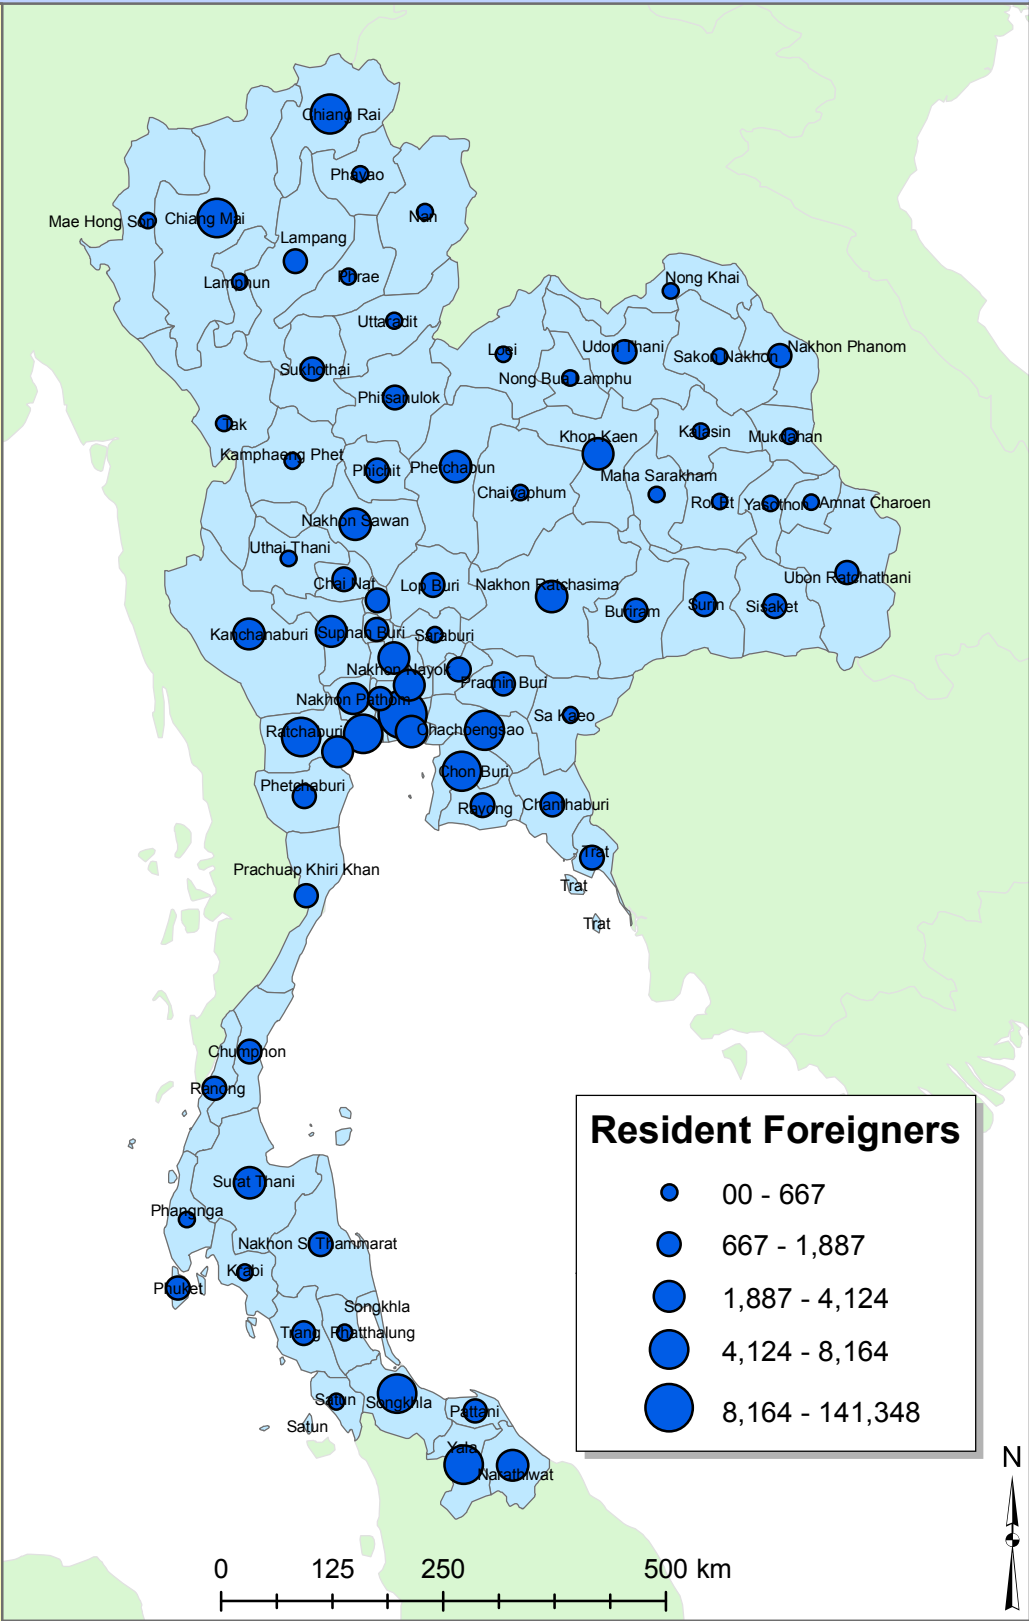 Chiang Rai
Phayao
Nan
Mae Hong Son
Chiang Mai
Lampang
Lamphun
Phrae
Uttaradit
Nong Khai
Loei
Udon Thani
Sakon Nakhon
Nakhon Phanom
Nong Bua Lamphu
Sukhothai
Phitsanulok
Tak
Kamphaeng Phet
Phichit
Phetchabun
Khon Kaen
Kalasin
Mukdahan
Chaiyaphum
Maha Sarakham
Roi Et
Yasothon
Amnat Charoen
Nakhon Sawan
Uthai Thani
Chai Nat
Lop Buri
Nakhon Ratchasima
Buriram
Surin
Sisaket
Ubon Ratchathani
Kanchanaburi
Suphan Buri
Saraburi
Nakhon Nayok
Prachin Buri
Nakhon Pathom
Sa Kaeo
Ratchaburi
Chachoengsao
Chon Buri
Phetchaburi
Rayong
Chanthaburi
Trat
Trat
Trat
Prachuap Khiri Khan
Chumphon
Ranong
Surat Thani
Phangnga
Nakhon Si Thammarat
Krabi
Phuket
Songkhla
Trang
Phatthalung
Satun
Satun
Songkhla
Pattani
Yala
Narathiwat
Resident Foreigners
00 - 667
667 - 1,887
1,887 - 4,124
4,124 - 8,164
8,164 - 141,348
N
0 125 250 500 km